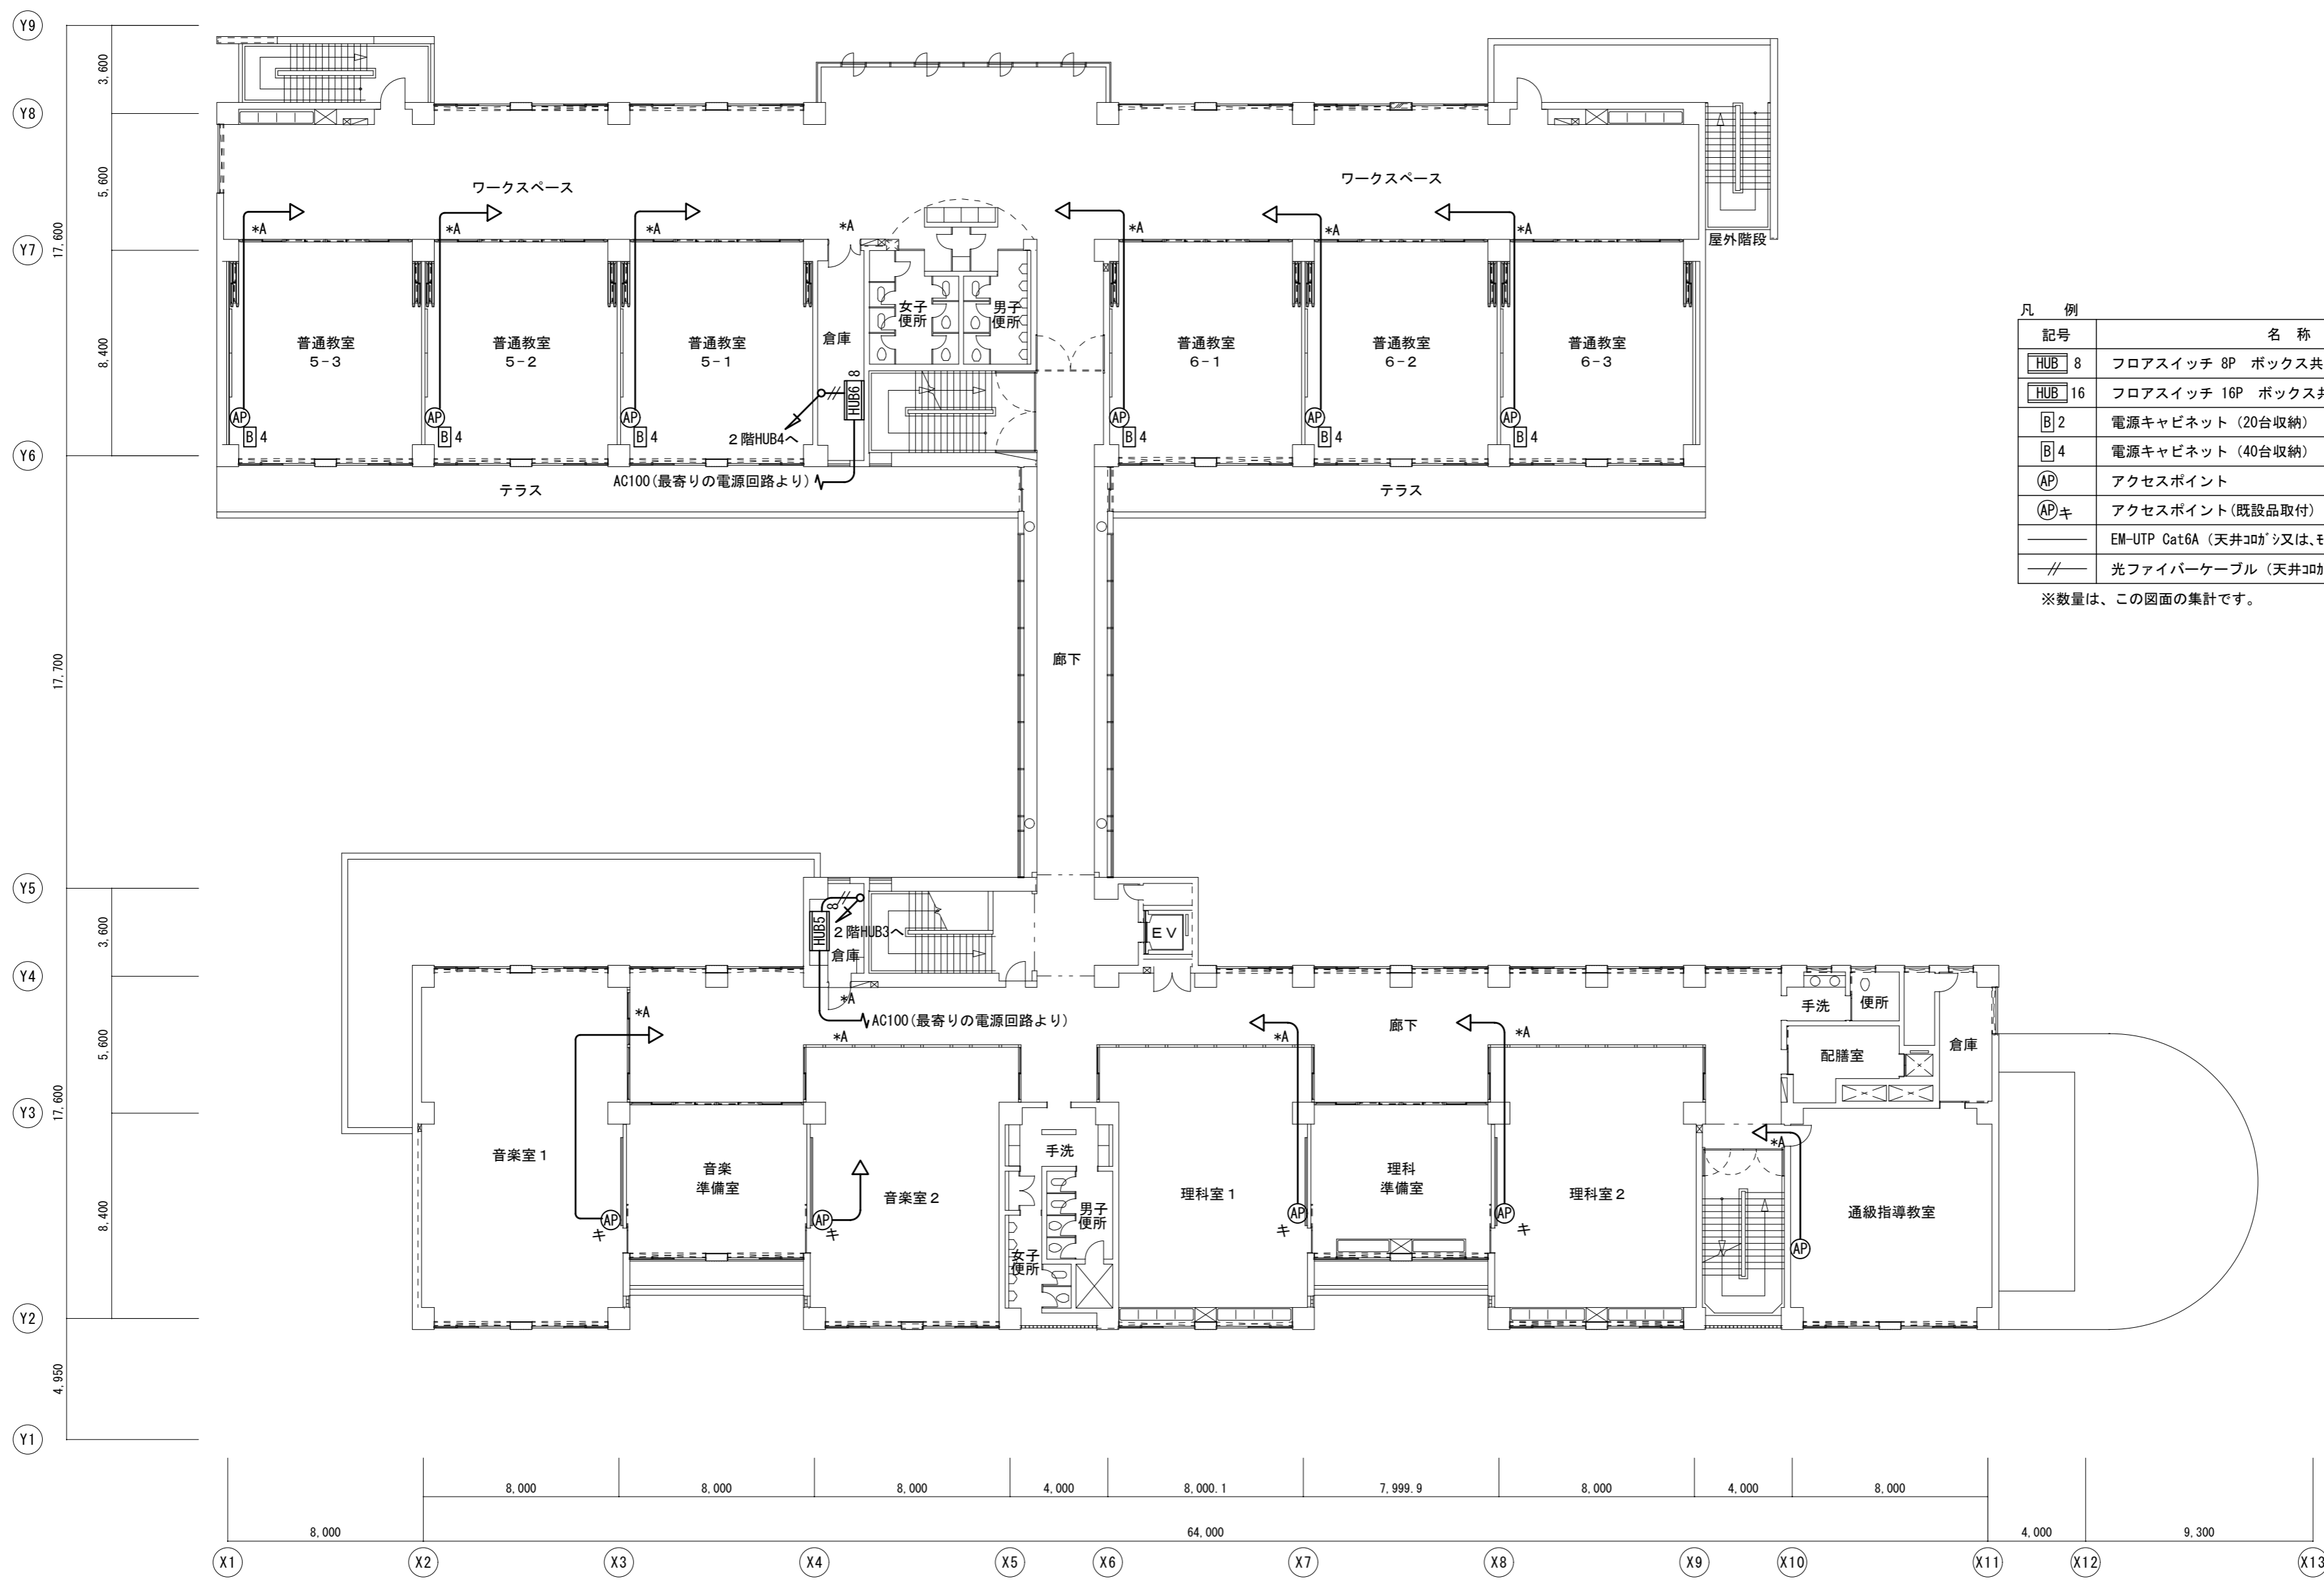 Y9
3,600
Y8
5,600
17,600
Y7
8,400
Y6
17,700
Y5
3,600
Y4
5,600
17,600
Y3
8,400
Y2
4,950
Y1
ワークスペース
ワークスペース
*A
*A
*A
*A
*A
*A
*A
屋外階段
普通教室
5-3
普通教室
5-2
普通教室
5-1
倉庫
女子
便所
男子
便所
普通教室
6-1
普通教室
6-2
普通教室
6-3
HUB6 8
AP
B 4
AP
B 4
AP
B 4
AP
B 4
AP
B 4
AP
B 4
2階HUB4へ
AC100(最寄りの電源回路より)
テラス
テラス
廊下
凡 例
記号
名 称
HUB 8
フロアスイッチ 8P ボックス共
HUB 16
フロアスイッチ 16P ボックス共
B 2
電源キャビネット(20台収納)
B 4
電源キャビネット(40台収納)
AP
アクセスポイント
APキ
アクセスポイント(既設品取付)
EM-UTP Cat6A (天井コロガシ又は、モ
光ファイバーケーブル(天井コロガ
※数量は、この図面の集計です。
HUB5 8
2階HUB3へ
倉庫
EV
*A
*A
AC100(最寄りの電源回路より)
*A
*A
廊下
*A
手洗
便所
配膳室
倉庫
音楽室1
音楽
準備室
音楽室2
手洗
男子
便所
女子
便所
理科室1
理科
準備室
理科室2
*A
通級指導教室
AP
キ
AP
キ
AP
キ
AP
キ
AP
8,000
8,000
8,000
4,000
8,000.1
7,999.9
8,000
4,000
8,000
8,000
64,000
4,000
9,300
X1
X2
X3
X4
X5
X6
X7
X8
X9
X10
X11
X12
X13